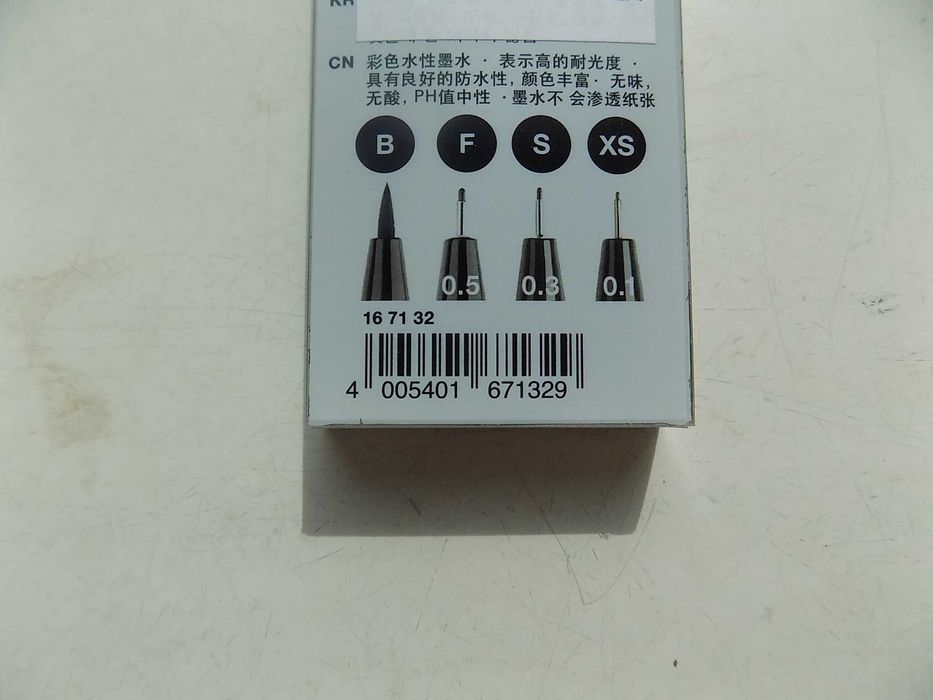 KR
CN 彩色水性墨水 · 表示高的耐光度 ·
具有良好的防水性, 颜色丰富· 无味,
无酸, PH值中性 · 墨水不 会渗透纸张
B F S XS
0.5 0.3 0.1
16 71 32
4 005401 671329